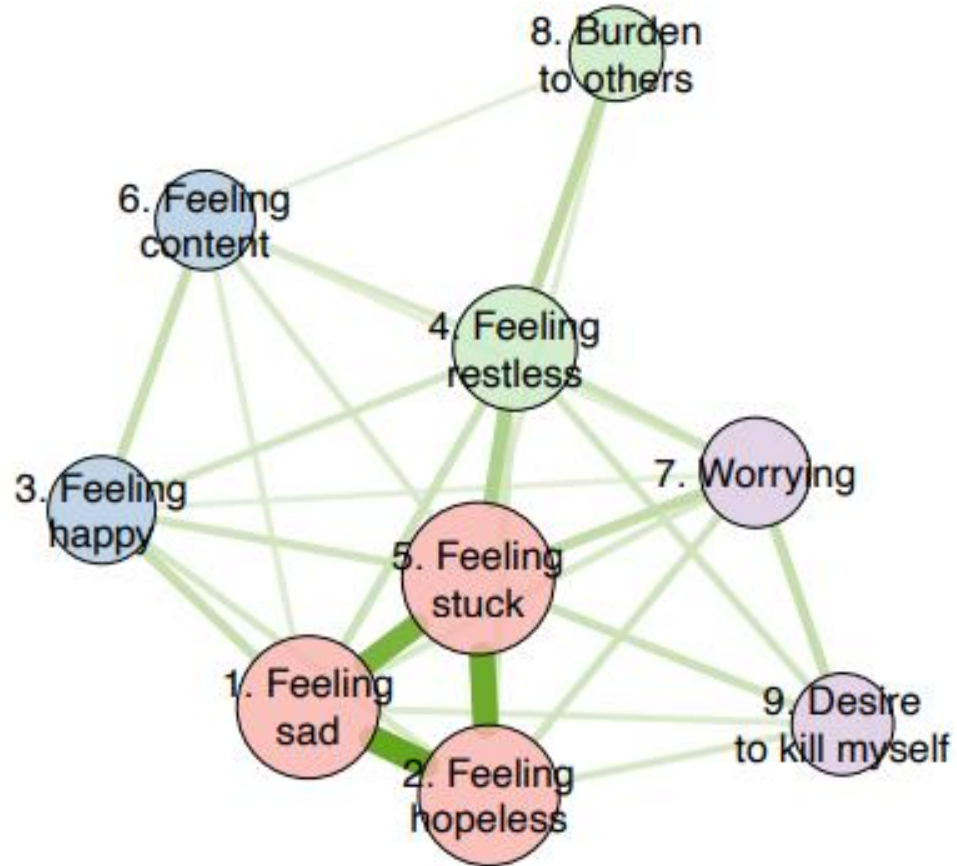 8. Burden
to others
6. Feeling
content
4. Feeling
restless
7. Worrying
3. Feeling
happy
5. Feeling
stuck
1. Feeling
sad
9. Desire
to kill myself
2. Feeling
hopeless